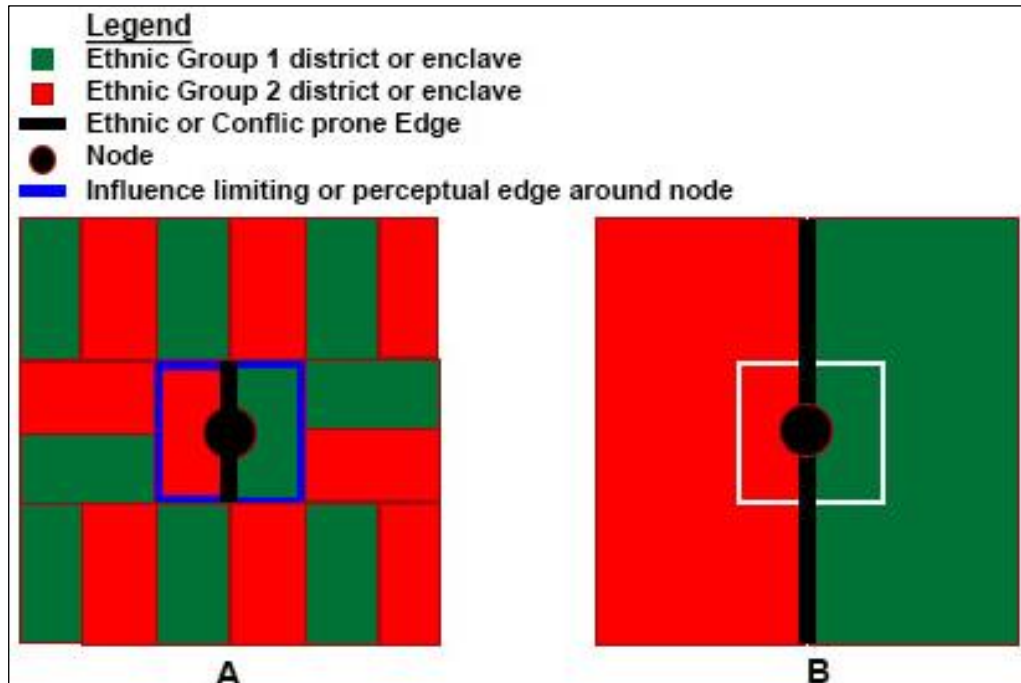 Legend
Ethnic Group 1 district or enclave
Ethnic Group 2 district or enclave
Ethnic or Conflic prone Edge
Node
Influence limiting or perceptual edge around node
A
B